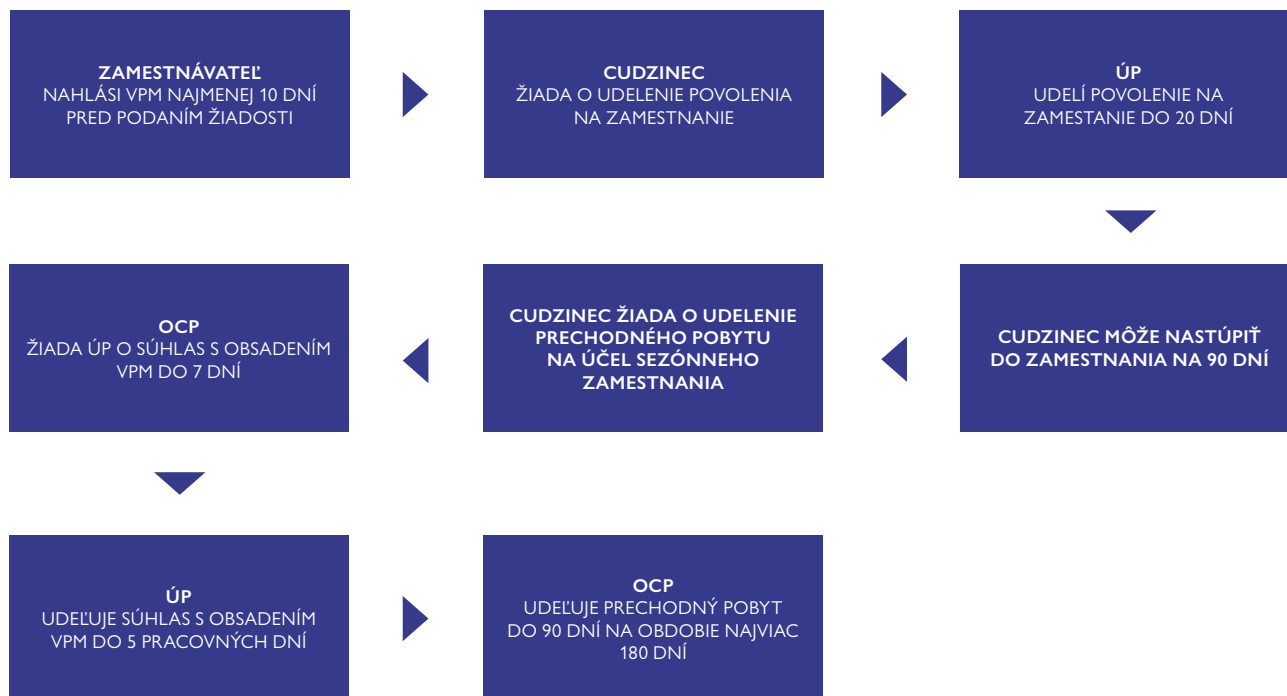 ZAMESTNÁVATEĽ
NAHLÁSI VPM NAJMENEJ 10 DNÍ
PRED PODANÍM ŽIADOSTI
CUDZINEC
ŽIADA O UDELENIE POVOLENIA
NA ZAMESTNANIE
ÚP
UDELÍ POVOLENIE NA
ZAMESTANIE DO 20 DNÍ
CUDZINEC MÔŽE NASTÚPIŤ
DO ZAMESTNANIA NA 90 DNÍ
CUDZINEC ŽIADA O UDELENIE
PRECHODNÉHO POBYTU
NA ÚČEL SEZÓNNEHO
ZAMESTNANIA
OCP
ŽIADA ÚP O SÚHLAS S OBSADENÍM
VPM DO 7 DNÍ
ÚP
UDEĽUJE SÚHLAS S OBSADENÍM
VPM DO 5 PRACOVNÝCH DNÍ
OCP
UDEĽUJE PRECHODNÝ POBYT
DO 90 DNÍ NA OBDOBIE NAJVIAC
180 DNÍ